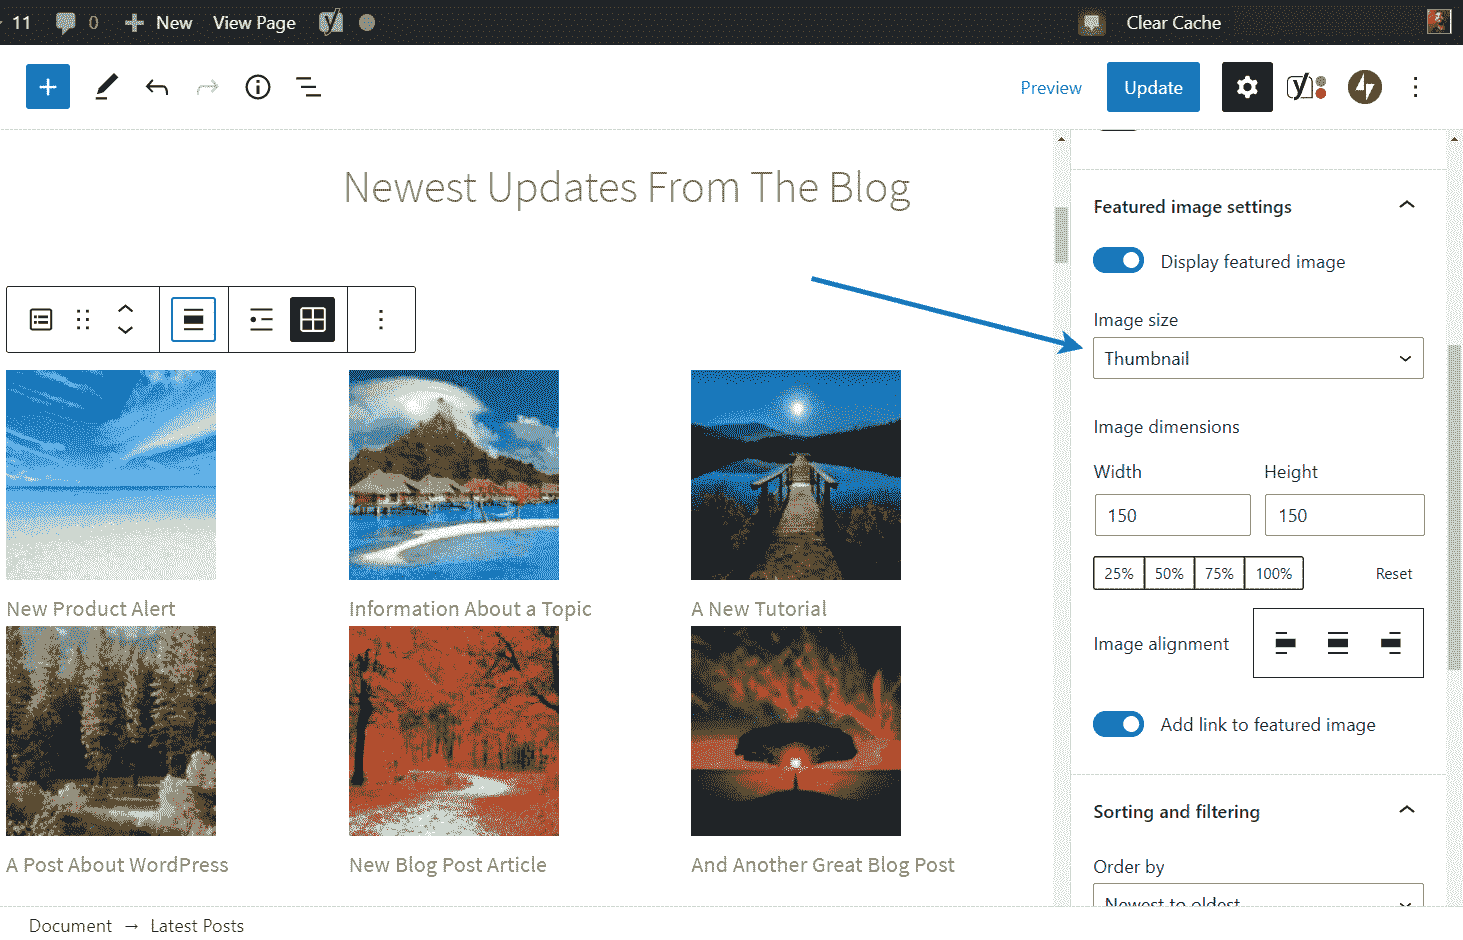 11 0 New View Page Clear Cache
Preview Update
Newest Updates From The Blog
New Product Alert
Information About a Topic
A New Tutorial
A Post About WordPress
New Blog Post Article
And Another Great Blog Post
Featured image settings
Display featured image
Image size
Thumbnail
Image dimensions
Width Height
150 150
25% 50% 75% 100% Reset
Image alignment
Add link to featured image
Sorting and filtering
Order by
Newest to oldest
Document → Latest Posts